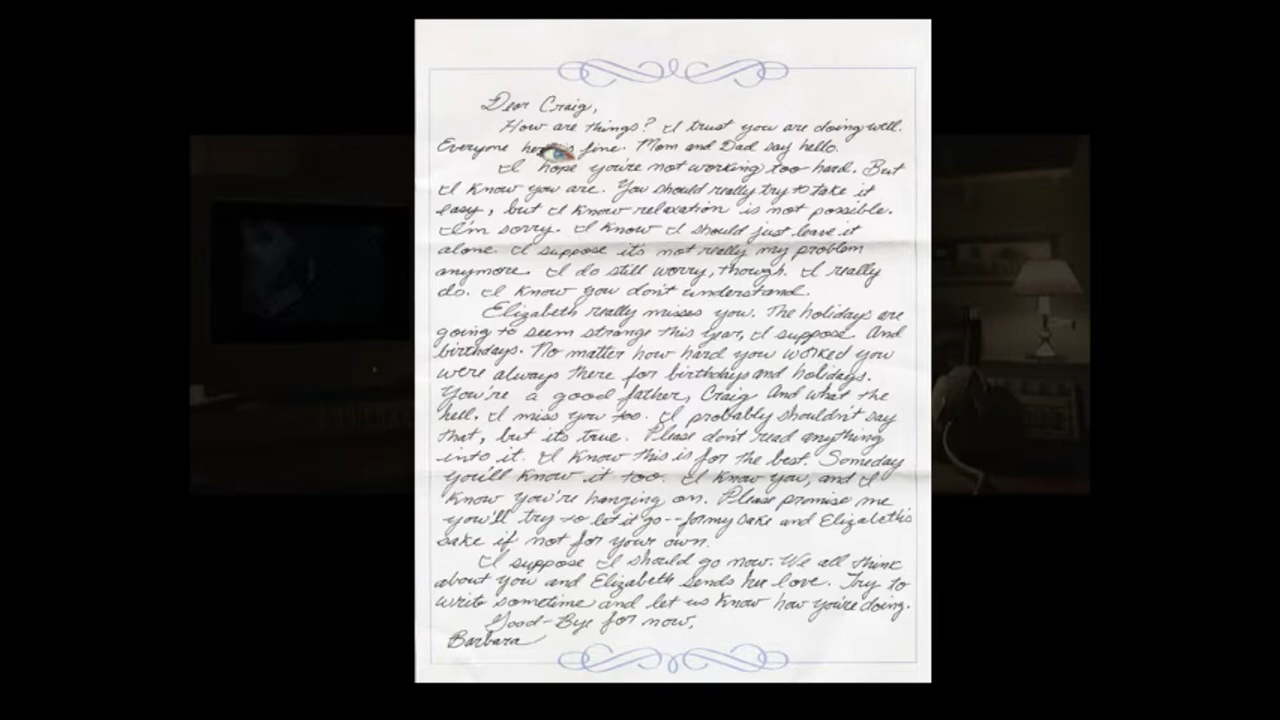 Dear Craig,
How are things? I trust you are doing well.
Everyone fine. Mom and Dad say hello.
I hope you're not working too hard. But
I know you are. You should really try to take it
easy, but I know relaxation is not possible.
I'm sorry. I know I should just leave it
alone. I suppose it's not really my problem
anymore. I do still worry, though. I really
do. I know you don't understand.
Elizabeth really misses you. The holidays are
going to seem strange this year, I suppose. And
birthdays. No matter how hard you worked you
were always there for birthdays and holidays.
You're a good father, Craig. And what the
hell. I miss you too. I probably shouldn't say
that, but its true. Please don't read anything
into it. I know this is for the best. Someday
you'll know it too. I know you, and I
know you're hanging on. Please promise me
you'll try to let it go--for my sake and Elizabeth's
sake if not for your own.
I suppose I should go now. We all think
about you and Elizabeth sends her love. Try to
write sometime and let us know how you're doing.
Good-Bye for now,
Barbara